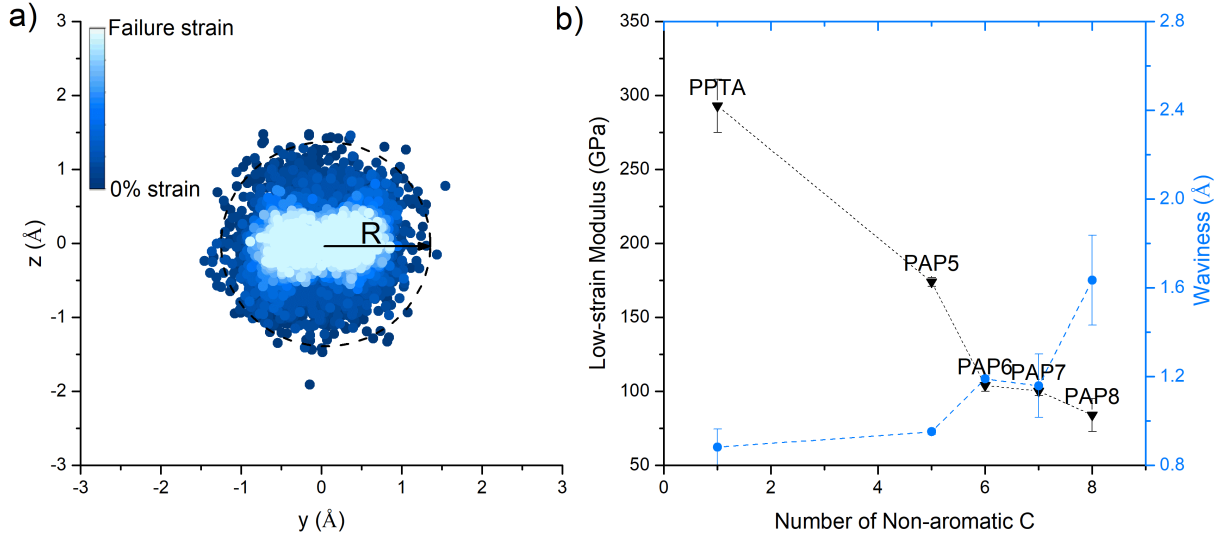 a)
Failure strain
0% strain
R
3
2
1
0
-1
-2
-3
z (Å)
-3 -2 -1 0 1 2 3
y (Å)
b)
350
300
250
200
150
100
50
Low-strain Modulus (GPa)
PPTA
PAP5
PAP6
PAP7
PAP8
2.8
2.4
2.0
1.6
1.2
0.8
Waviness (Å)
0 2 4 6 8
Number of Non-aromatic C